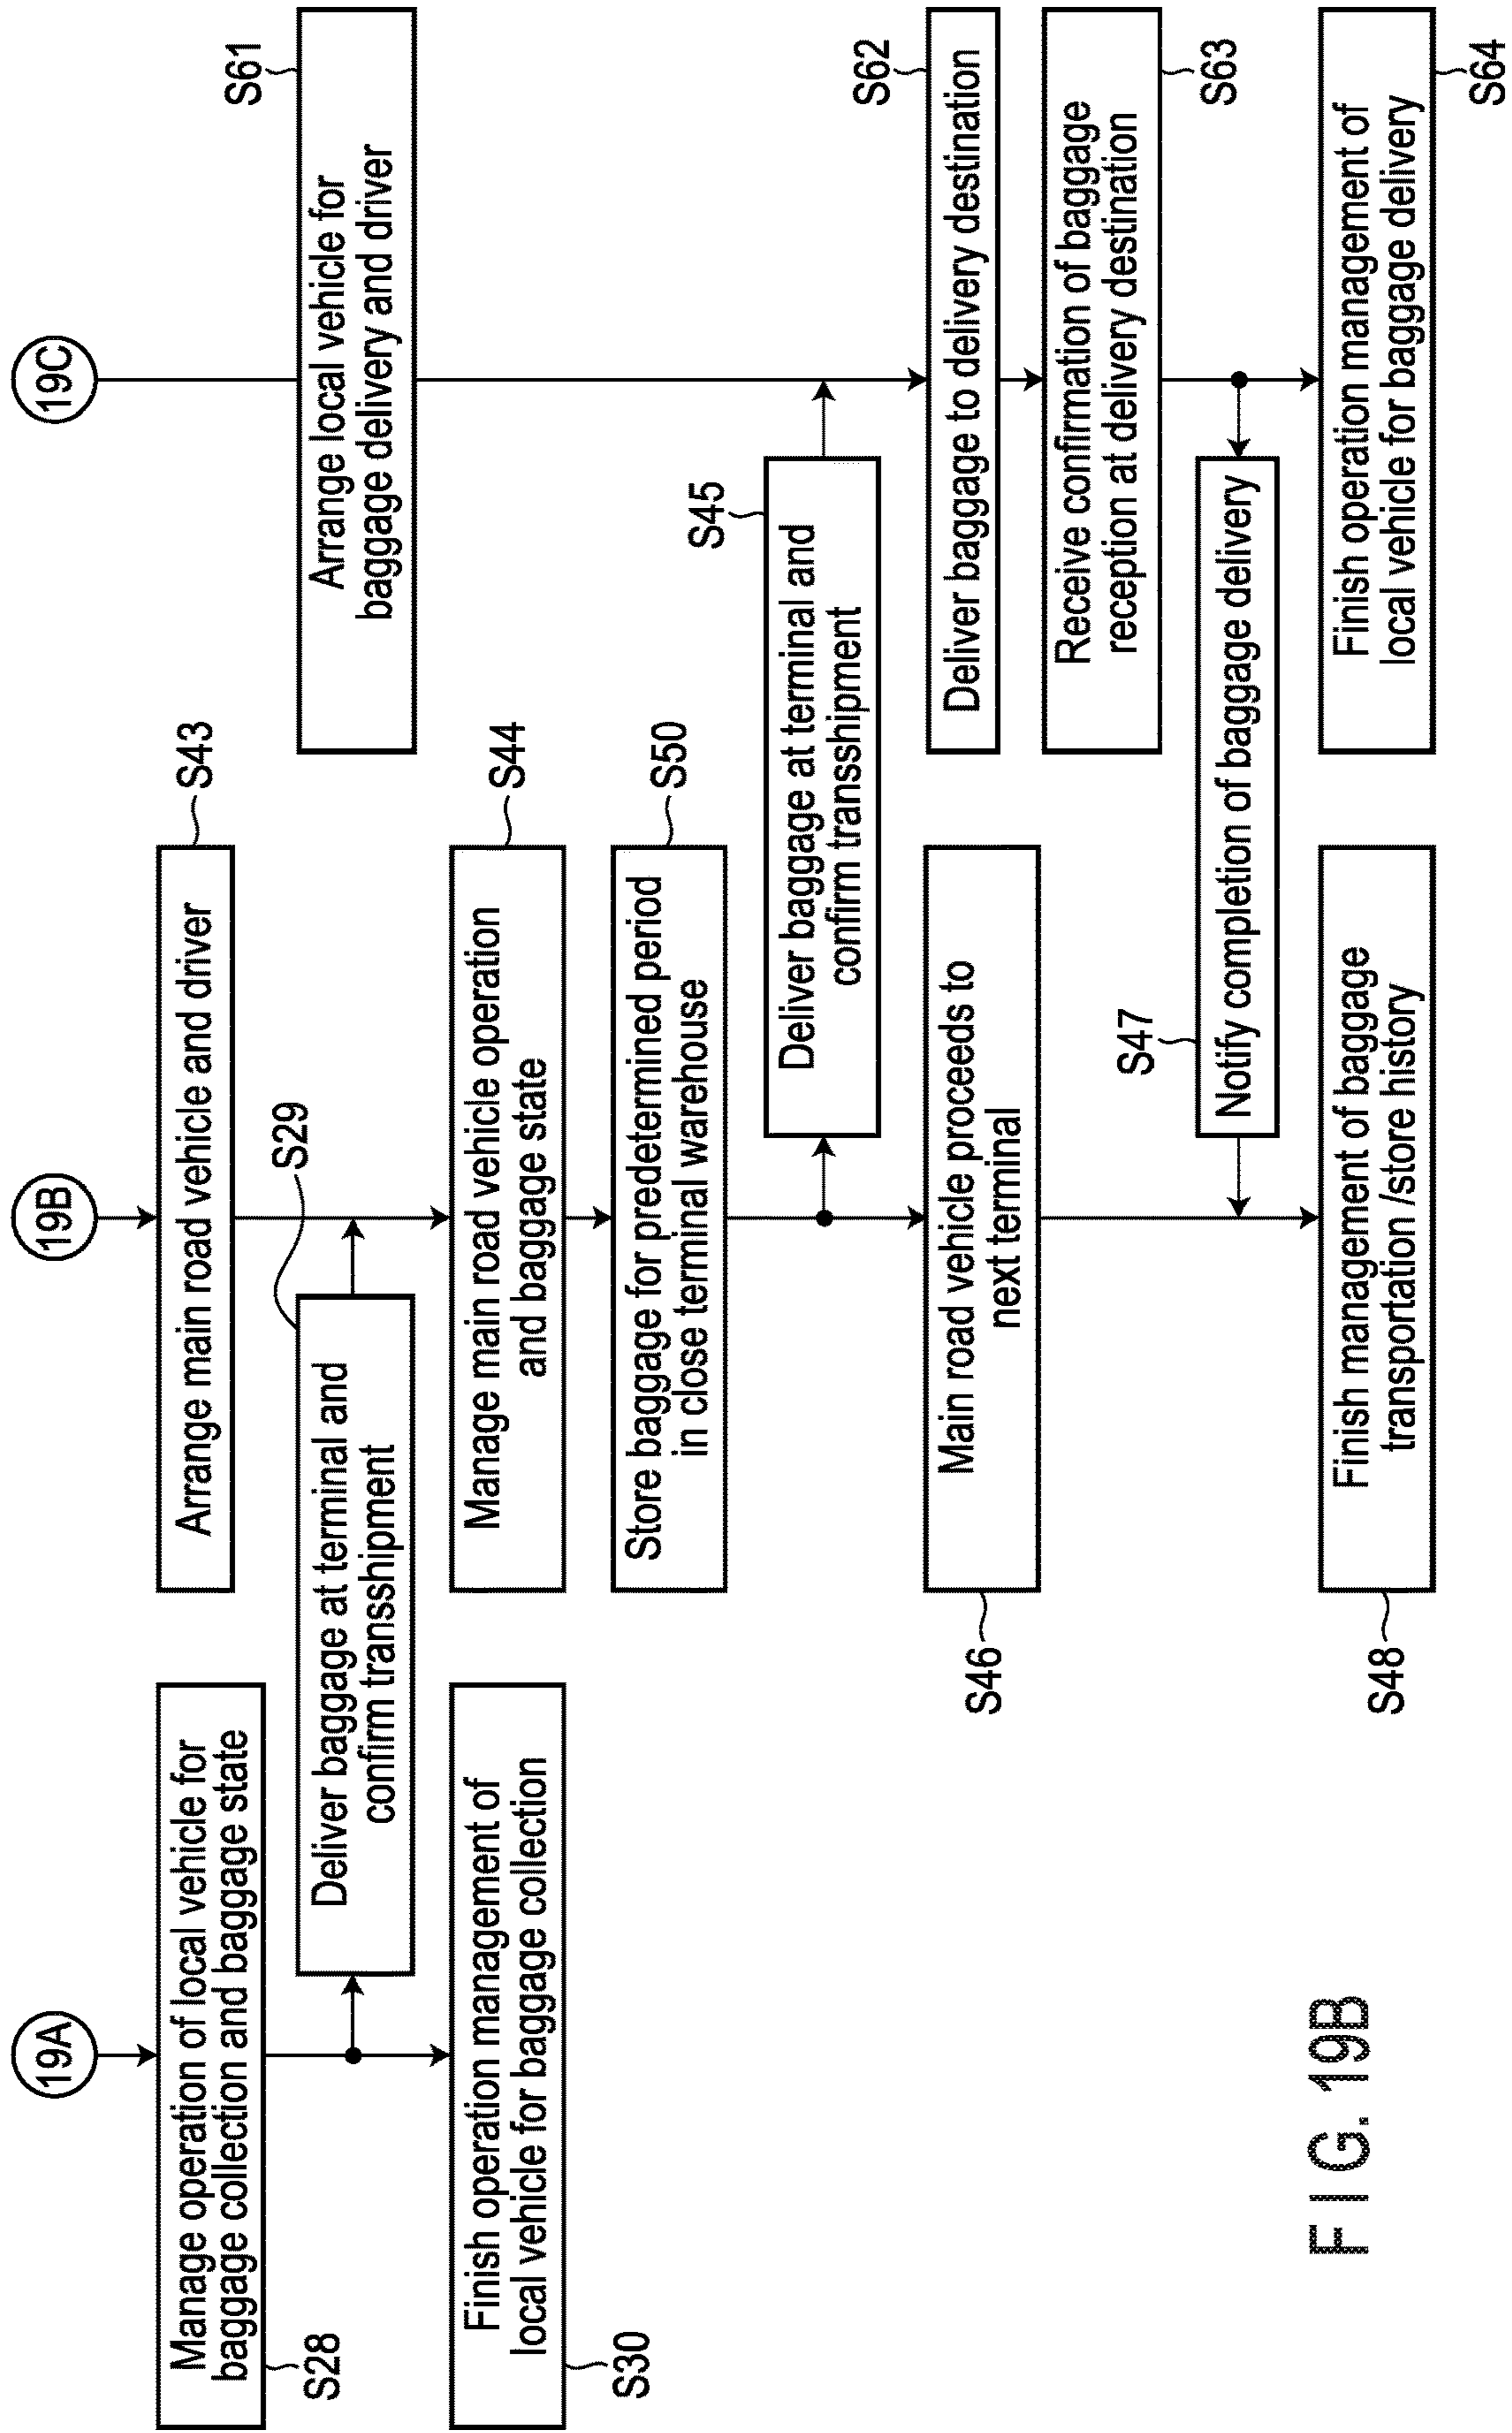 19A
Manage operation of local vehicle for
baggage collection and baggage state
S28
Deliver baggage at terminal and
confirm transshipment
S29
Finish operation management of
local vehicle for baggage collection
S30
19B
Arrange main road vehicle and driver
S43
Manage main road vehicle operation
and baggage state
S44
Store baggage for predetermined period
in close terminal warehouse
S50
Deliver baggage at terminal and
confirm transshipment
S45
Main road vehicle proceeds to
next terminal
S46
Notify completion of baggage delivery
S47
Finish management of baggage
transportation /store history
S48
19C
Arrange local vehicle for
baggage delivery and driver
S61
Deliver baggage to delivery destination
S62
Receive confirmation of baggage
reception at delivery destination
S63
Finish operation management of
local vehicle for baggage delivery
S64
FIG. 19B